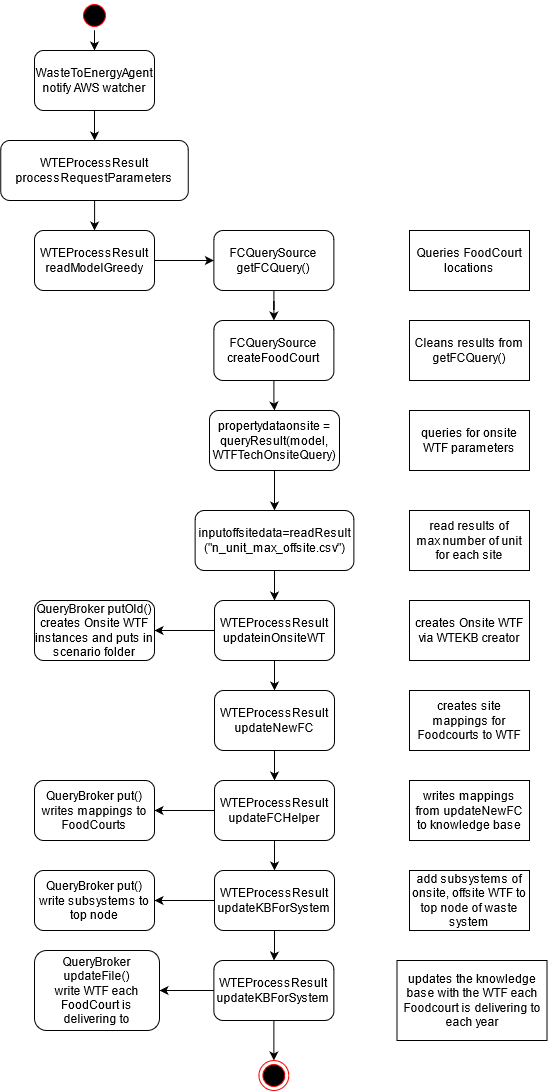 WasteToEnergyAgent
notify AWS watcher
WTEProcessResult
processRequestParameters
WTEProcessResult
readModelGreedy
FCQuerySource
getFCQuery()
Queries FoodCourt
locations
FCQuerySource
createFoodCourt
Cleans results from
getFCQuery()
propertydataonsite =
queryResult(model,
WTFTechOnsiteQuery)
queries for onsite
WTF parameters
inputoffsitedata=readResult
("n_unit_max_offsite.csv")
read results of
max number of unit
for each site
QueryBroker putOld()
creates Onsite WTF
instances and puts in
scenario folder
WTEProcessResult
updateinOnsiteWT
creates Onsite WTF
via WTEKB creator
WTEProcessResult
updateNewFC
creates site
mappings for
Foodcourts to WTF
QueryBroker put()
writes mappings to
FoodCourts
WTEProcessResult
updateFCHelper
writes mappings
from updateNewFC
to knowledge base
QueryBroker put()
write subsystems to
top node
WTEProcessResult
updateKBForSystem
add subsystems of
onsite, offsite WTF to
top node of waste
system
QueryBroker
updateFile()
write WTF each
FoodCourt is
delivering to
WTEProcessResult
updateKBForSystem
updates the knowledge
base with the WTF each
Foodcourt is delivering to
each year